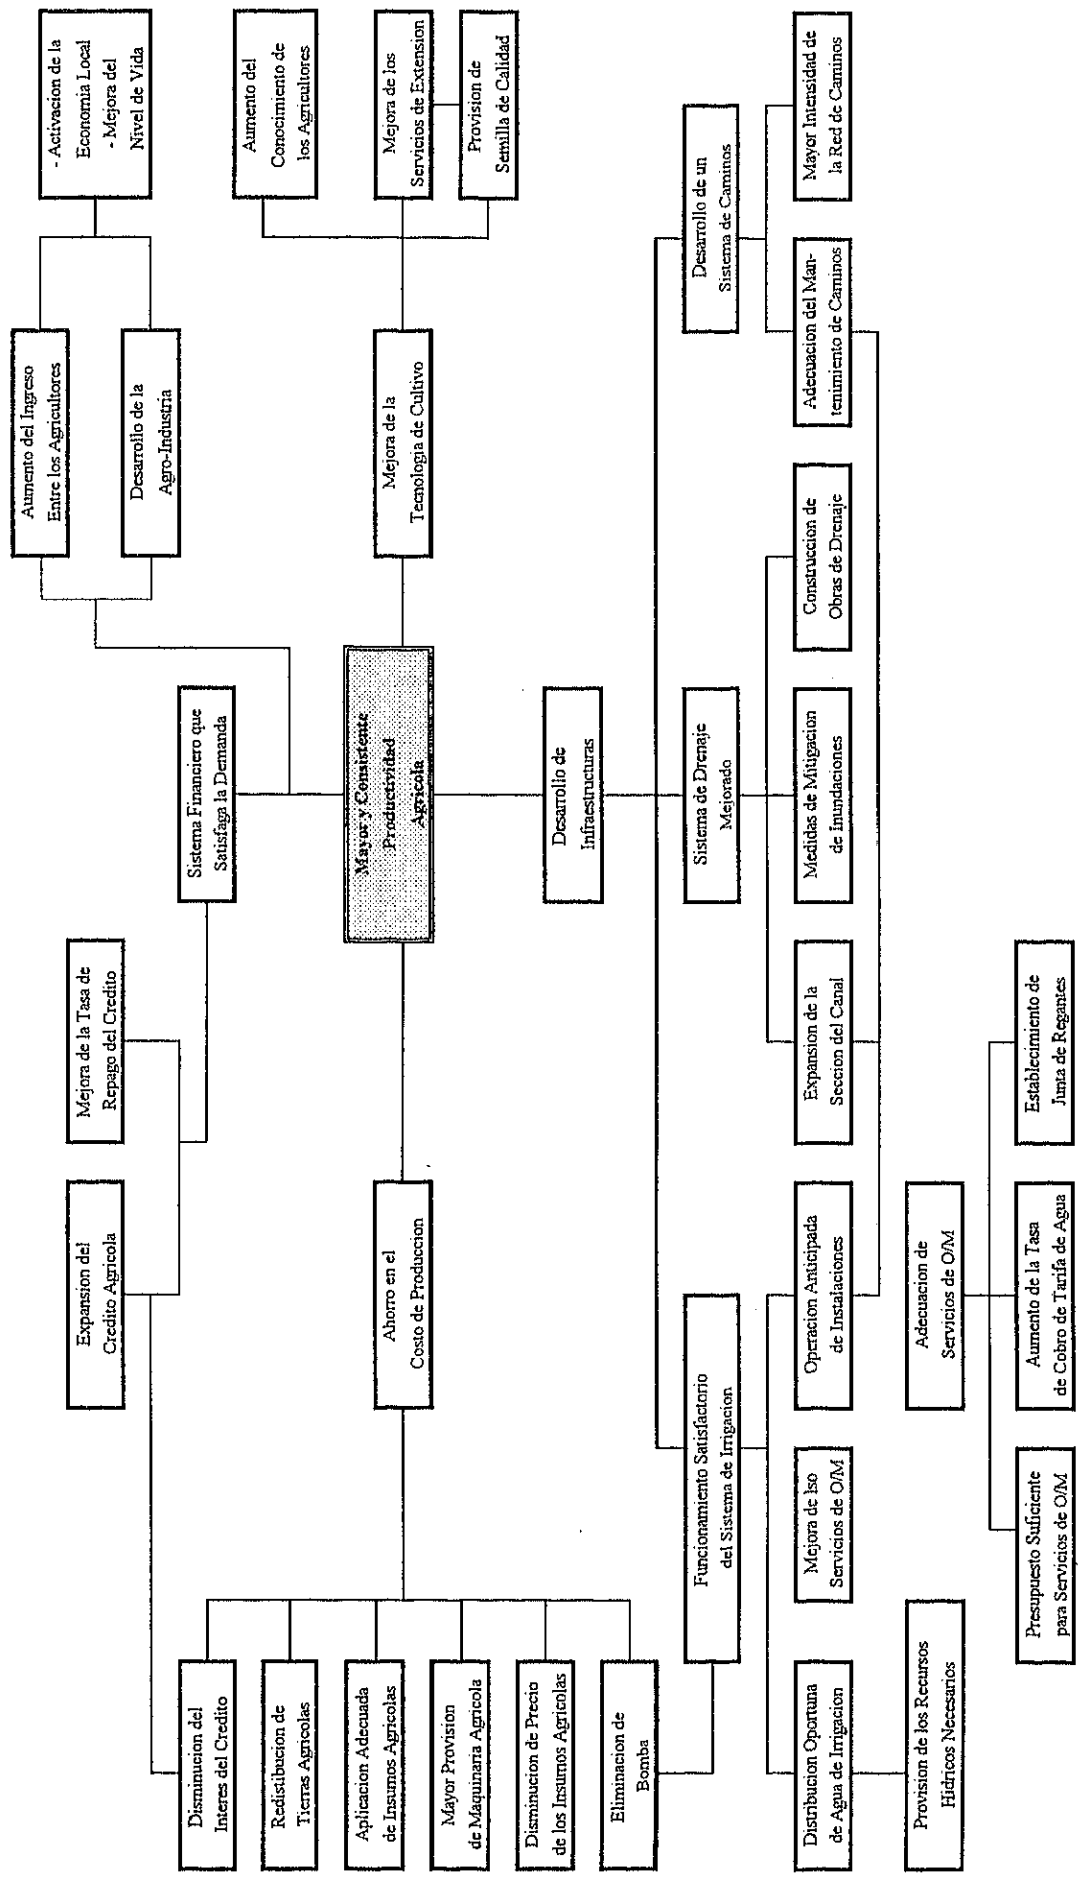 Expansion del
Credito Agricola
Mejora de la Tasa de
Repago del Credito
Aumento del Ingreso
Entre los Agricultores
- Activacion de la
Economia Local
- Mejora del
Nivel de Vida
Desarrollo de la
Agro-Industria
Sistema Financiero que
Satisfaga la Demanda
Disminucion del
Interes del Credito
Redistibucion de
Tierras Agricolas
Aplicacion Adecuada
de Insumos Agricolas
Mayor Provision
de Maquinaria Agricola
Disminucion de Precio
de los Insumos Agricolas
Eliminacion de
Bomba
Ahorro en el
Costo de Produccion
Mayor y Consistente
Productividad
Agricola
Mejora de la
Tecnologia de Cultivo
Aumento del
Conocimiento de
los Agricultores
Mejora de los
Servicios de Extension
Provision de
Semilla de Calidad
Desarrollo de
Infraestructuras
Funcionamiento Satisfactorio
del Sistema de Irrigacion
Sistema de Drenaje
Mejorado
Desarrollo de un
Sistema de Caminos
Distribucion Oportuna
de Agua de Irrigacion
Mejora de lso
Servicios de O/M
Operacion Anticipada
de Instalaciones
Expansion de la
Seccion del Canal
Medidas de Mitigacion
de Inundaciones
Construccion de
Obras de Drenaje
Adecuacion del Man-
tenimiento de Caminos
Mayor Intensidad de
la Red de Caminos
Provision de los Recursos
Hidricos Necesarios
Adecuacion de
Servicios de O/M
Presupuesto Suficiente
para Servicios de O/M
Aumento de la Tasa
de Cobro de Tarifa de Agua
Establecimiento de
Junta de Regantes